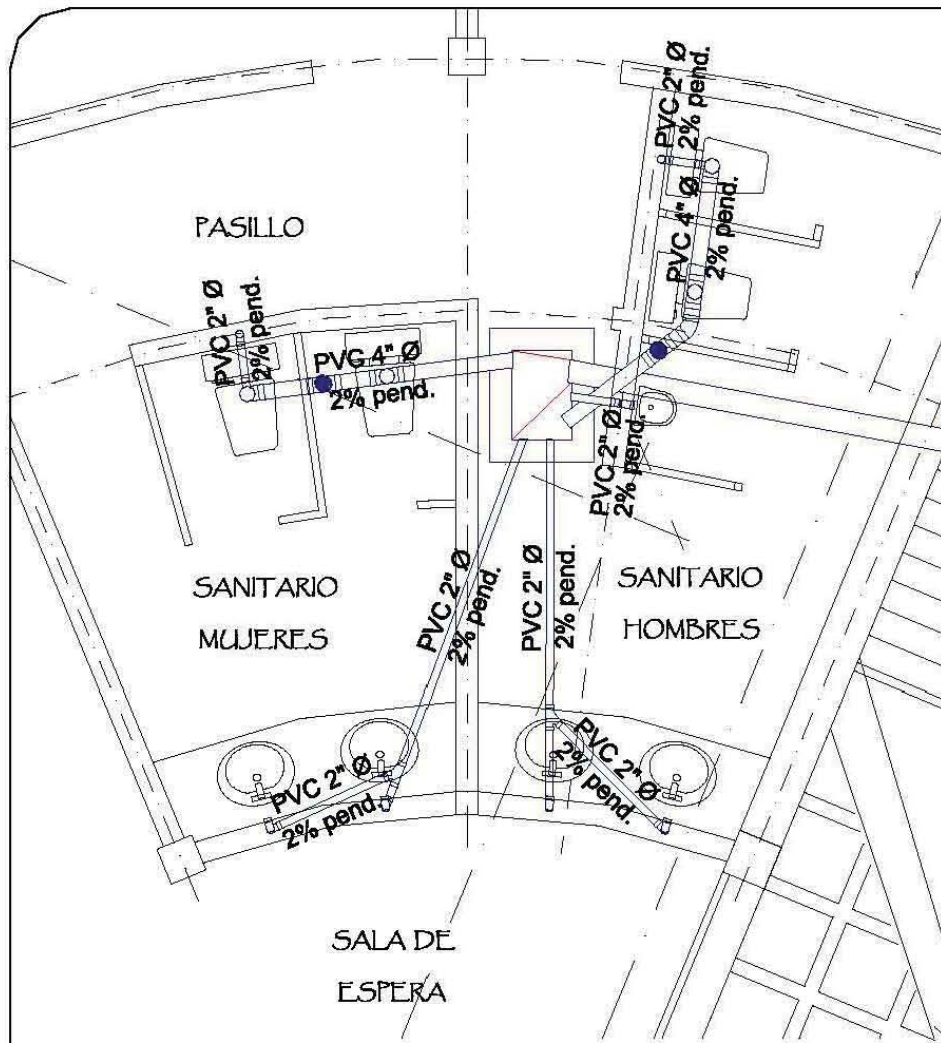 PVC 2" Ø
2% pend.
PVC 4" Ø
2% pend.
PASILLO
PVC 2" Ø
2% pend.
PVC 4" Ø
2% pend.
PVC 2" Ø
2% pend.
SANITARIO
MUJERES
PVC 2" Ø
2% pend.
PVC 2" Ø
2% pend.
SANITARIO
HOMBRES
PVC 2" Ø
2% pend.
PVC 2" Ø
2% pend.
SALA DE
ESPERA